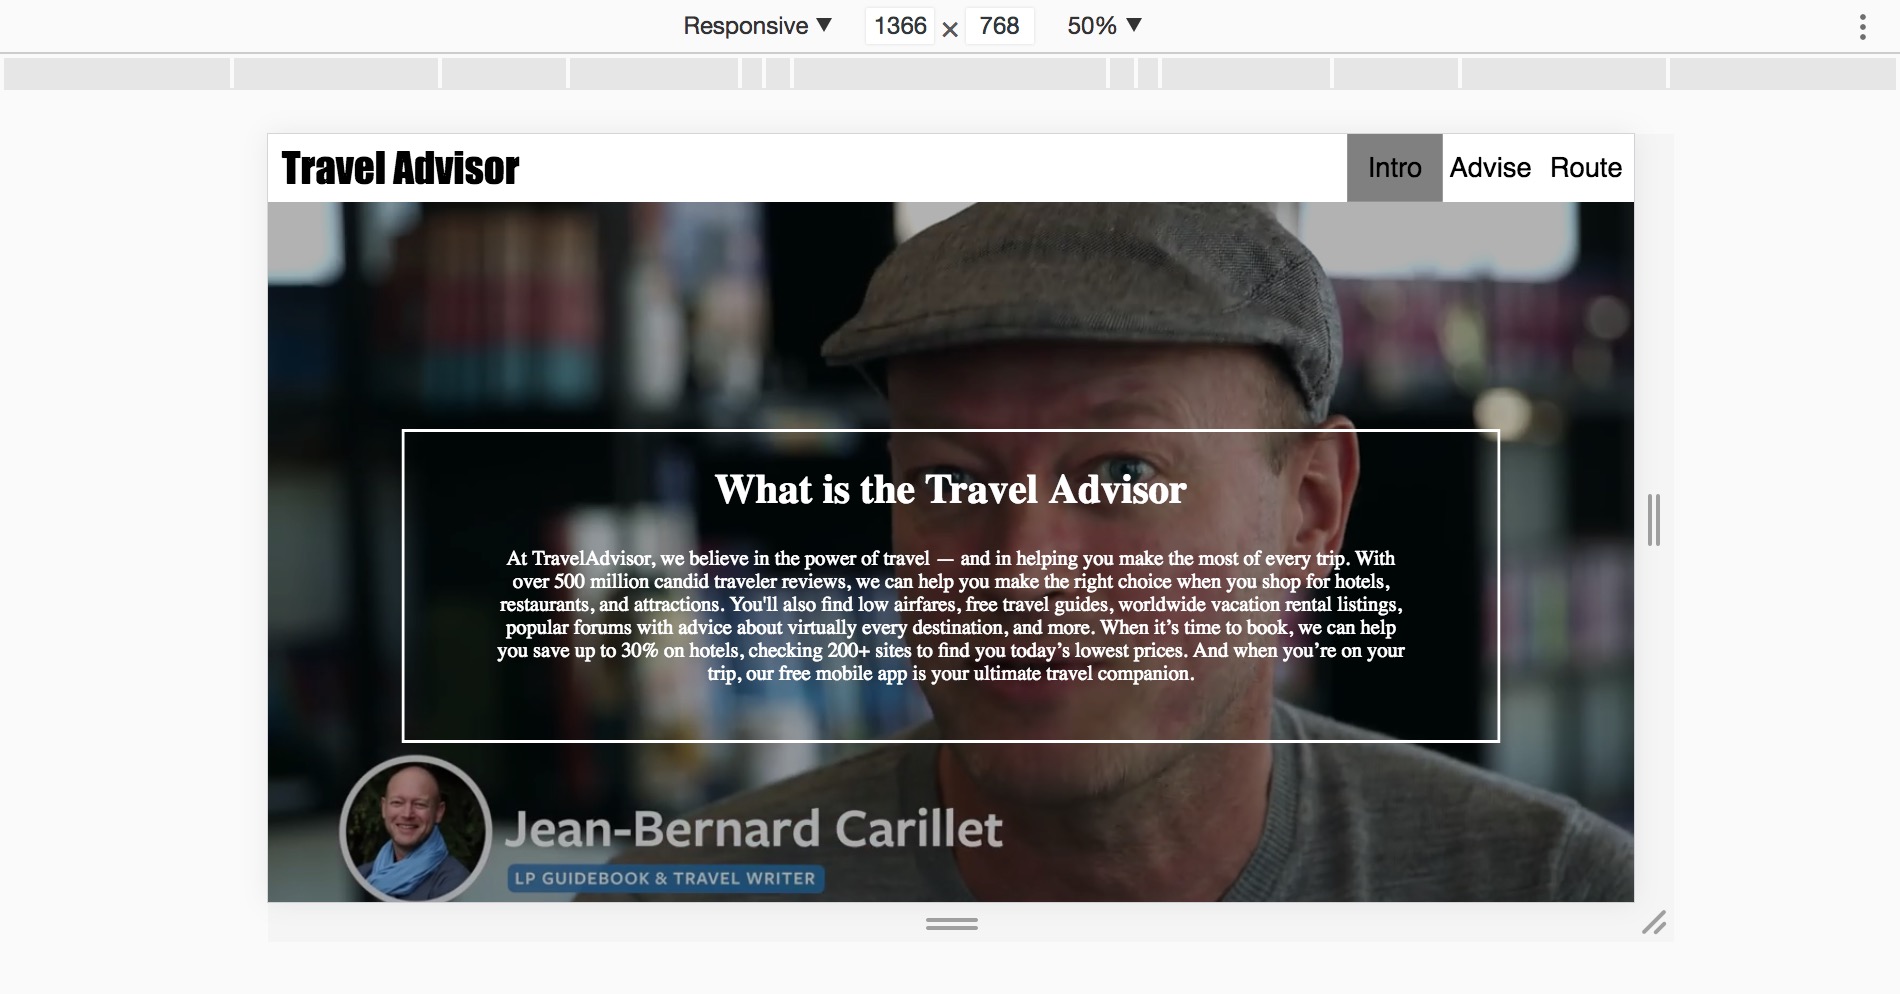 Responsive ▼ 1366 × 768 50% ▼
Travel Advisor
Intro Advise Route
What is the Travel Advisor
At TravelAdvisor, we believe in the power of travel — and in helping you make the most of every trip. With
over 500 million candid traveler reviews, we can help you make the right choice when you shop for hotels,
restaurants, and attractions. You'll also find low airfares, free travel guides, worldwide vacation rental listings,
popular forums with advice about virtually every destination, and more. When it’s time to book, we can help
you save up to 30% on hotels, checking 200+ sites to find you today’s lowest prices. And when you’re on your
trip, our free mobile app is your ultimate travel companion.
Jean-Bernard Carillet
LP GUIDEBOOK & TRAVEL WRITER